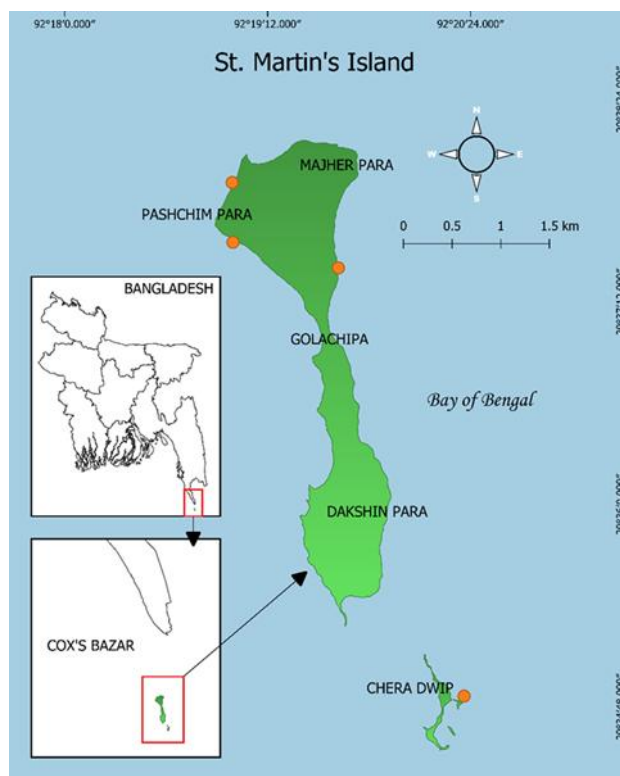 92°18'0.000"
92°19'12.000"
92°20'24.000"
St. Martin's Island
MAJHER PARA
N
W
E
S
PASHCHIM PARA
0 0.5 1 1.5 km
BANGLADESH
GOLACHIPA
Bay of Bengal
DAKSHIN PARA
COX'S BAZAR
CHERA DWIP